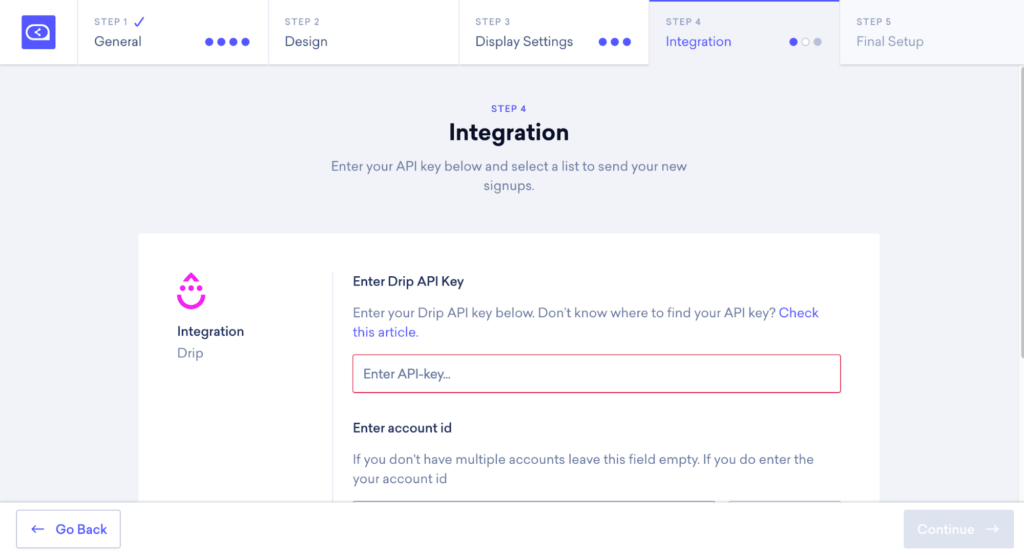 STEP 1
General
STEP 2
Design
STEP 3
Display Settings
STEP 4
Integration
STEP 5
Final Setup
STEP 4
Integration
Enter your API key below and select a list to send your new
signups.
Integration
Drip
Enter Drip API Key
Enter your Drip API key below. Don't know where to find your API key? Check
this article.
Enter API-key...
Enter account id
If you don't have multiple accounts leave this field empty. If you do enter the
your account id
Go Back
Continue